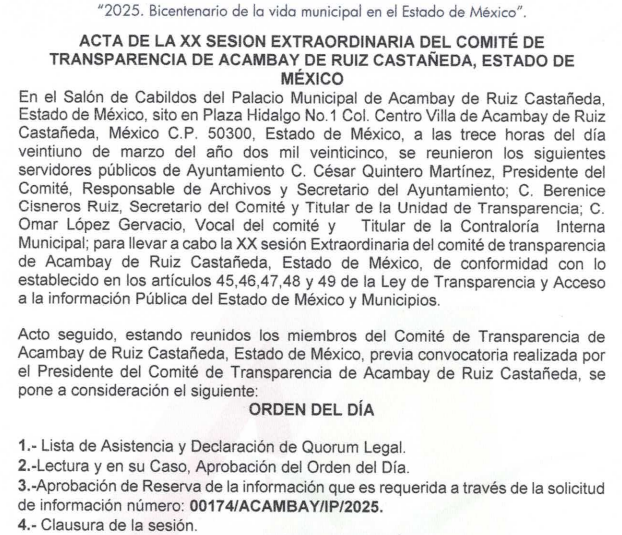 "2025. Bicentenario de la vida municipal en el Estado de México".
ACTA DE LA XX SESION EXTRAORDINARIA DEL COMITÉ DE
TRANSPARENCIA DE ACAMBAY DE RUIZ CASTAÑEDA, ESTADO DE
MÉXICO
En el Salón de Cabildos del Palacio Municipal de Acambay de Ruiz Castañeda,
Estado de México, sito en Plaza Hidalgo No.1 Col. Centro Villa de Acambay de Ruiz
Castañeda, México C.P. 50300, Estado de México, a las trece horas del día
veintiuno de marzo del año dos mil veinticinco, se reunieron los siguientes
servidores públicos de Ayuntamiento C. César Quintero Martínez, Presidente del
Comité, Responsable de Archivos y Secretario del Ayuntamiento; C. Berenice
Cisneros Ruiz, Secretario del Comité y Titular de la Unidad de Transparencia; C.
Omar López Gervacio, Vocal del comité y Titular de la Contraloría Interna
Municipal; para llevar a cabo la XX sesión Extraordinaria del comité de transparencia
de Acambay de Ruiz Castañeda, Estado de México, de conformidad con lo
establecido en los artículos 45,46,47,48 y 49 de la Ley de Transparencia y Acceso
a la información Pública del Estado de México y Municipios.
Acto seguido, estando reunidos los miembros del Comité de Transparencia de
Acambay de Ruiz Castañeda, Estado de México, previa convocatoria realizada por
el Presidente del Comité de Transparencia de Acambay de Ruiz Castañeda, se
pone a consideración el siguiente:
ORDEN DEL DÍA
1.- Lista de Asistencia y Declaración de Quorum Legal.
2.-Lectura y en su Caso, Aprobación del Orden del Día.
3.-Aprobación de Reserva de la información que es requerida a través de la solicitud
de información número: 00174/ACAMBAY/IP/2025.
4.- Clausura de la sesión.